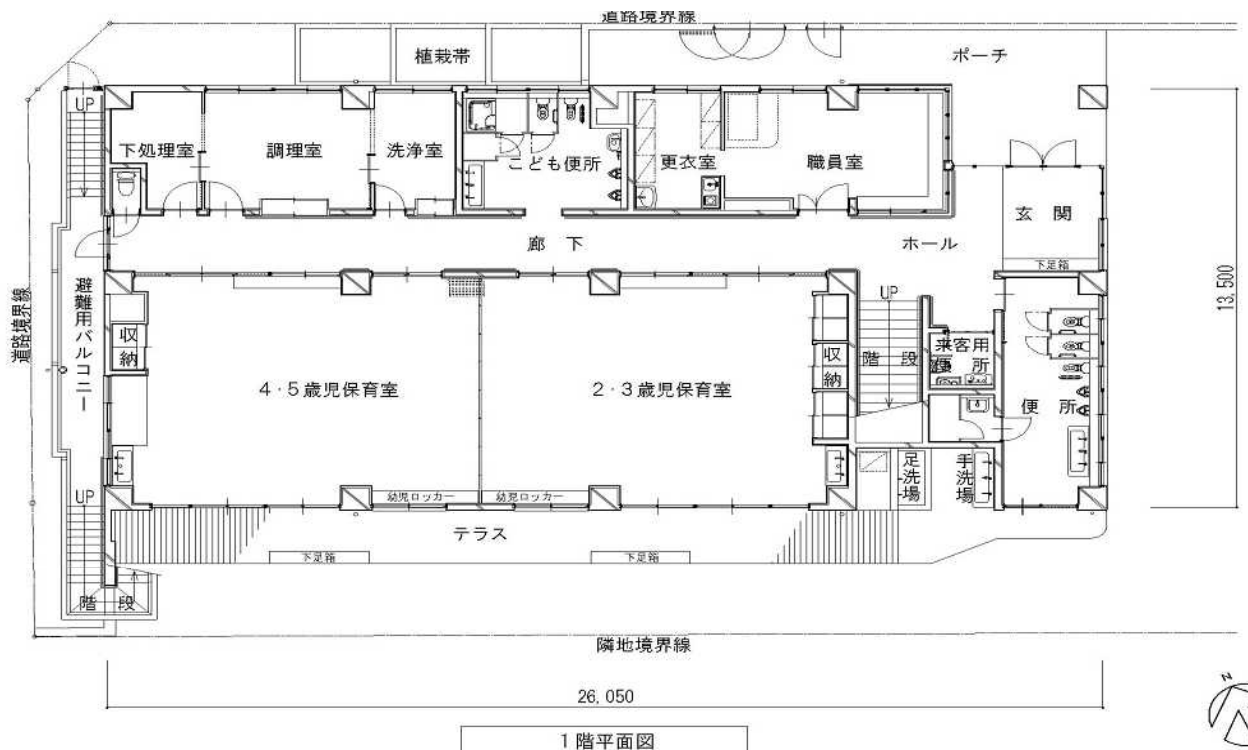 道路境界線
植栽帯
ポーチ
UP
下処理室
調理室
洗浄室
こども便所
更衣室
職員室
玄 関
下足箱
廊 下
ホール
13,500
道路境界線
避難用バルコニー
収納
4・5歳児保育室
2・3歳児保育室
収納
UP
階 段
来客用
便 所
便 所
UP
幼児ロッカー
幼児ロッカー
足洗場
手洗場
テラス
下足箱
下足箱
階 段
隣地境界線
26,050
N
1階平面図